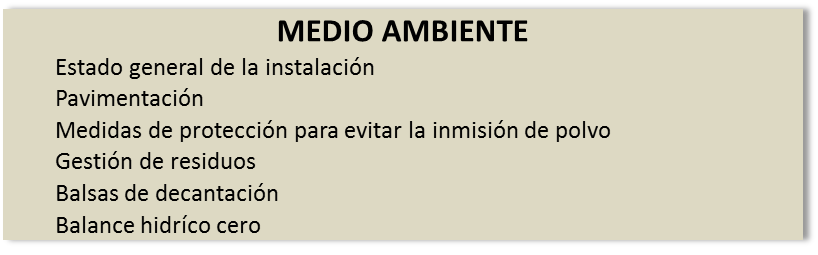 MEDIO AMBIENTE
Estado general de la instalación
Pavimentación
Medidas de protección para evitar la inmisión de polvo
Gestión de residuos
Balsas de decantación
Balance hidríco cero